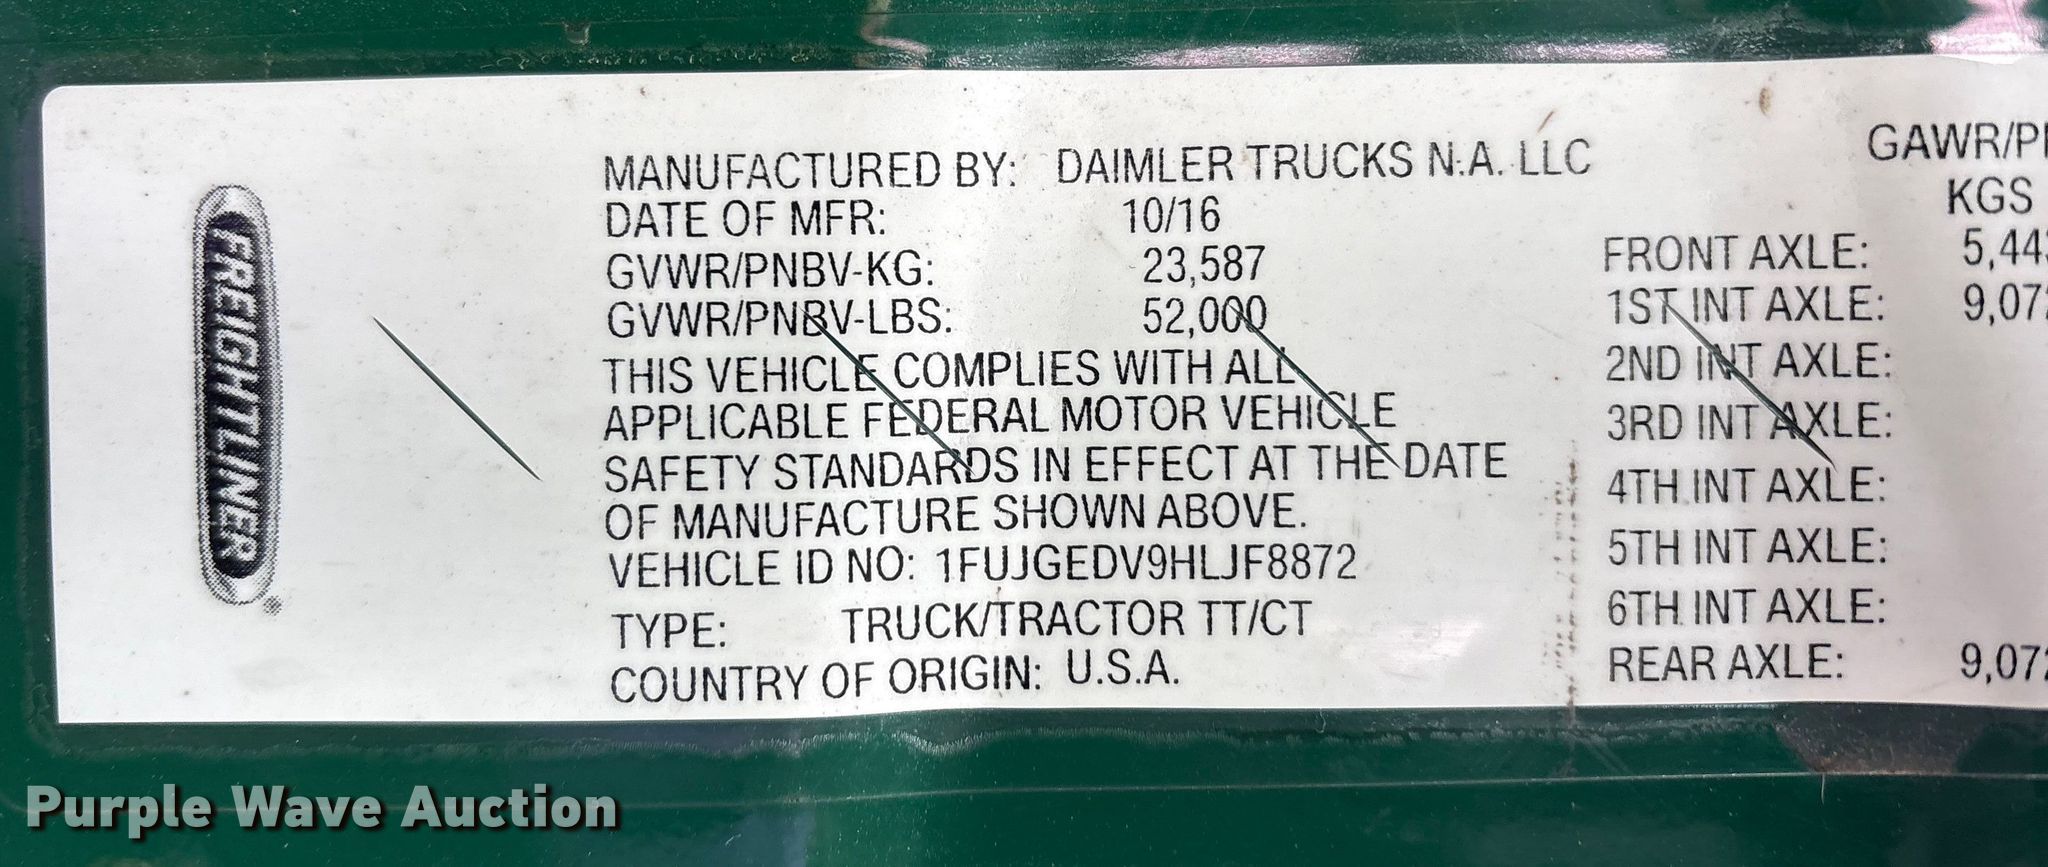 FREIGHTLINER
MANUFACTURED BY: DAIMLER TRUCKS N.A. LLC
DATE OF MFR: 10/16
GVWR/PNBV-KG: 23,587
GVWR/PNBV-LBS: 52,000
THIS VEHICLE COMPLIES WITH ALL
APPLICABLE FEDERAL MOTOR VEHICLE
SAFETY STANDARDS IN EFFECT AT THE DATE
OF MANUFACTURE SHOWN ABOVE.
VEHICLE ID NO: 1FUJGEDV9HLJF8872
TYPE: TRUCK/TRACTOR TT/CT
COUNTRY OF ORIGIN: U.S.A.
KGS
FRONT AXLE:
1ST INT AXLE:
2ND INT AXLE:
3RD INT AXLE:
4TH INT AXLE:
5TH INT AXLE:
6TH INT AXLE:
REAR AXLE:
Purple Wave Auction